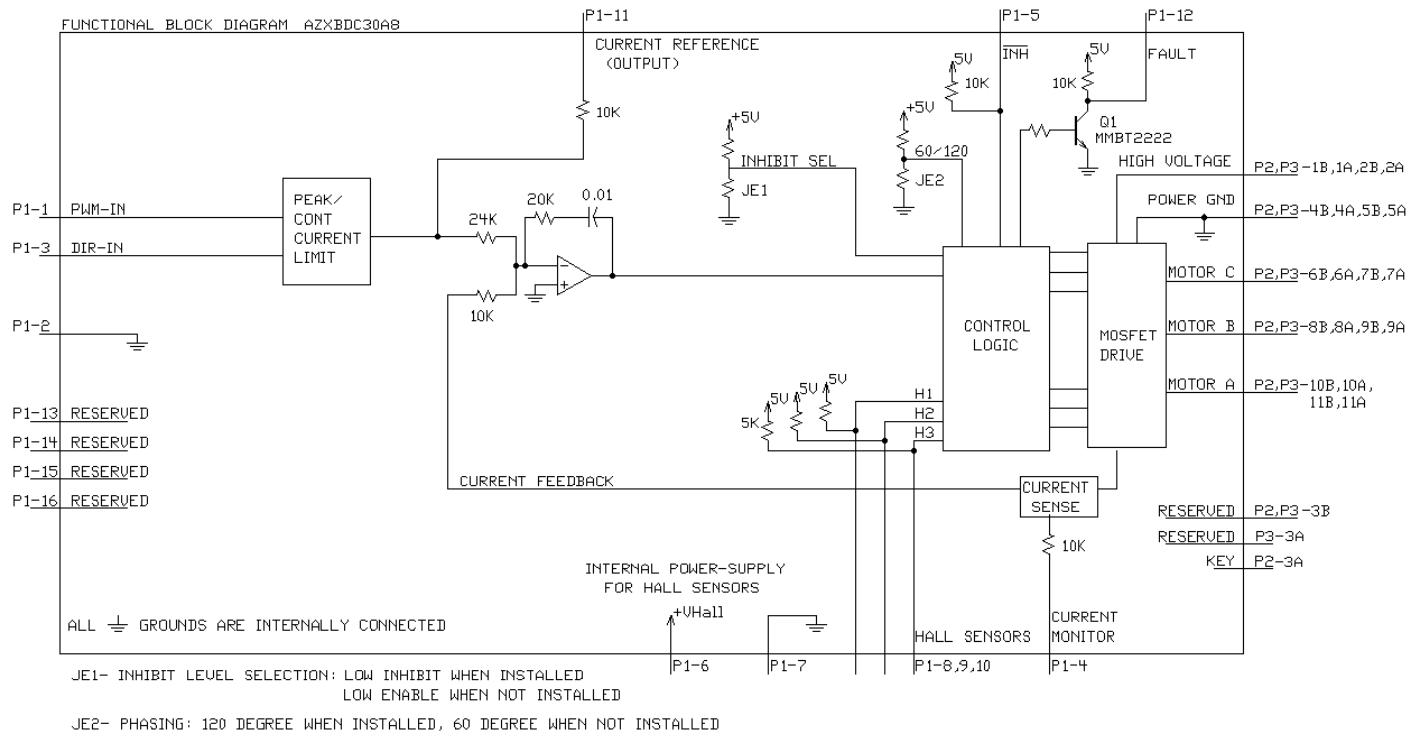 FUNCTIONAL BLOCK DIAGRAM AZXBDC30A8
P1-11
P1-5
P1-12
CURRENT REFERENCE
(OUTPUT)
INH
FAULT
5V
10K
5V
10K
10K
+5V
+5V
Q1
MMBT2222
INHIBIT SEL
60/120
HIGH VOLTAGE
P2,P3-1B,1A,2B,2A
JE1
JE2
PEAK/
CONT
CURRENT
LIMIT
P1-1
PWM-IN
P1-3
DIR-IN
24K
20K
0.01
POWER GND
P2,P3-4B,4A,5B,5A
10K
MOTOR C
P2,P3-6B,6A,7B,7A
P1-2
CONTROL
LOGIC
MOSFET
DRIVE
MOTOR B
P2,P3-8B,8A,9B,9A
MOTOR A
P2,P3-10B,10A,
11B,11A
5V
5V
5V
5K
H1
H2
H3
P1-13
RESERVED
P1-14
RESERVED
P1-15
RESERVED
P1-16
RESERVED
CURRENT FEEDBACK
CURRENT
SENSE
RESERVED
P2,P3-3B
RESERVED
P3-3A
KEY
P2-3A
10K
INTERNAL POWER-SUPPLY
FOR HALL SENSORS
+VHall
ALL GROUNDS ARE INTERNALLY CONNECTED
HALL SENSORS
CURRENT
MONITOR
P1-6
P1-7
P1-8,9,10
P1-4
JE1- INHIBIT LEVEL SELECTION: LOW INHIBIT WHEN INSTALLED
LOW ENABLE WHEN NOT INSTALLED
JE2- PHASING: 120 DEGREE WHEN INSTALLED, 60 DEGREE WHEN NOT INSTALLED